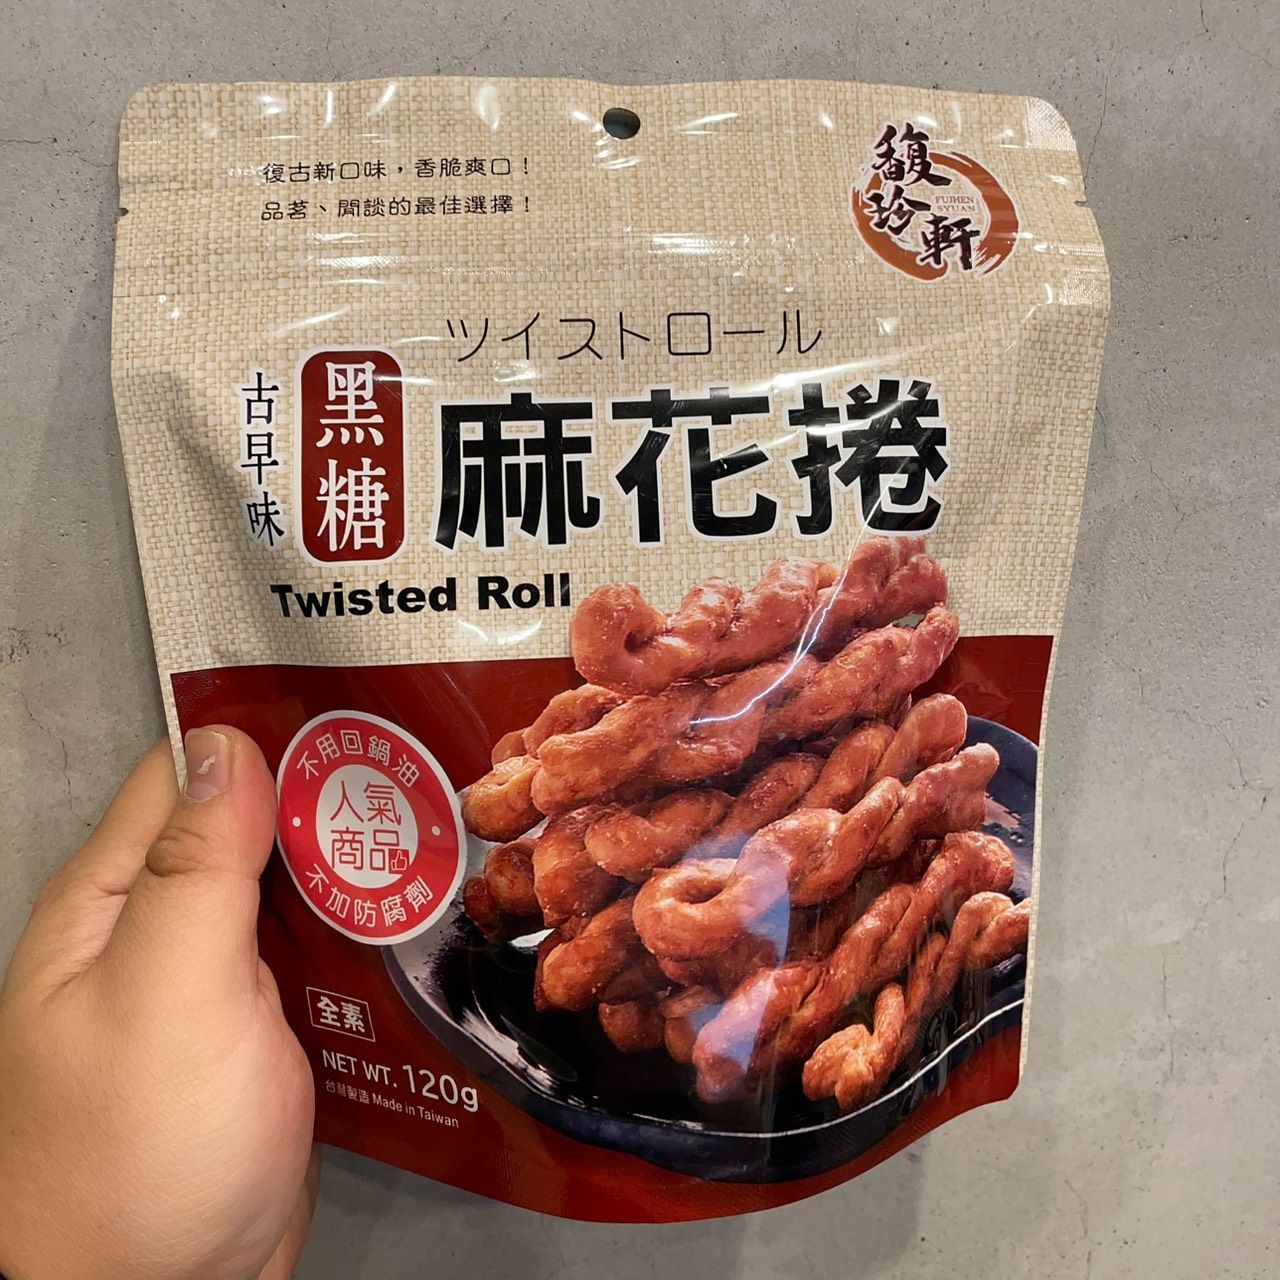 復古新口味，香脆爽口！
品茗、閒談的最佳選擇！
馥珍軒
FUJHEN
SYUAN
ツイストロール
古早味
黑糖
麻花捲
Twisted Roll
不用回鍋油
人氣
商品
不加防腐劑
全素
NET WT. 120g
台灣製造 Made in Taiwan